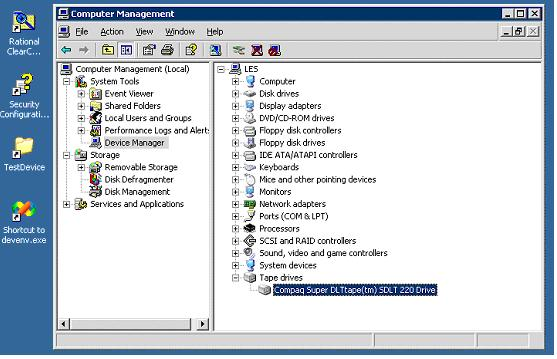 Rational
ClearC...
Security
Configurati...
TestDevice
Shortcut to
devenv.exe
Computer Management
File Action View Window Help
Computer Management (Local)
System Tools
Event Viewer
Shared Folders
Local Users and Groups
Performance Logs and Alert:
Device Manager
Storage
Removable Storage
Disk Defragmenter
Disk Management
Services and Applications
LES
Computer
Disk drives
Display adapters
DVD/CD-ROM drives
Floppy disk controllers
Floppy disk drives
IDE ATA/ATAPI controllers
Keyboards
Mice and other pointing devices
Monitors
Network adapters
Ports (COM & LPT)
Processors
SCSI and RAID controllers
Sound, video and game controllers
System devices
Tape drives
Compaq Super DLTtape(tm) SDLT 220 Drive